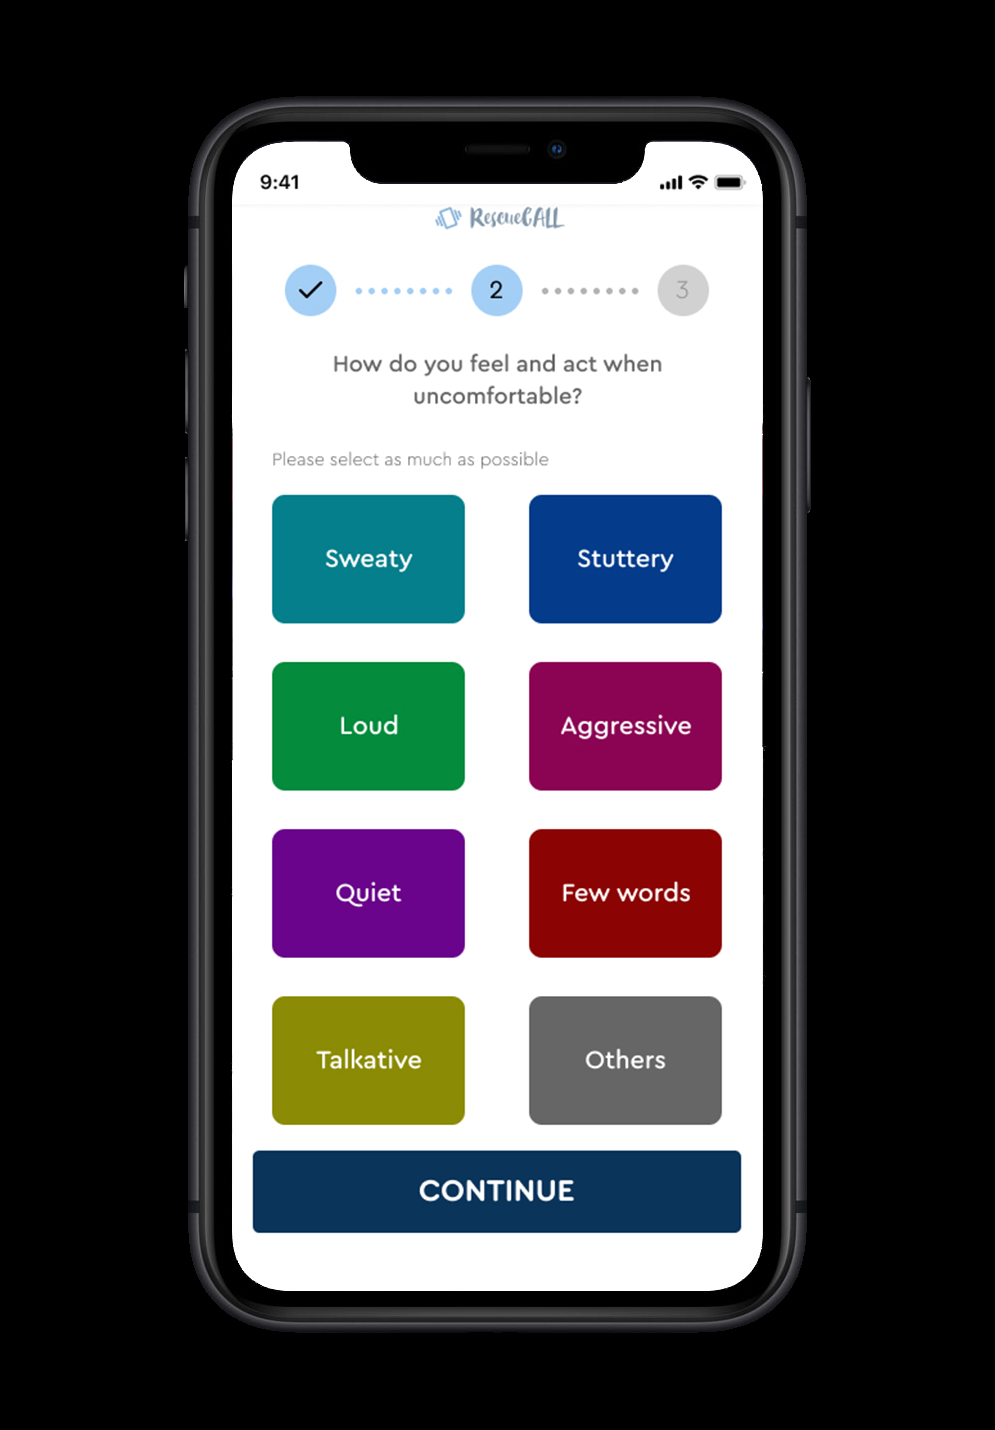 9:41
RescueCALL
2
3
How do you feel and act when
uncomfortable?
Please select as much as possible
Sweaty
Stuttery
Loud
Aggressive
Quiet
Few words
Talkative
Others
CONTINUE